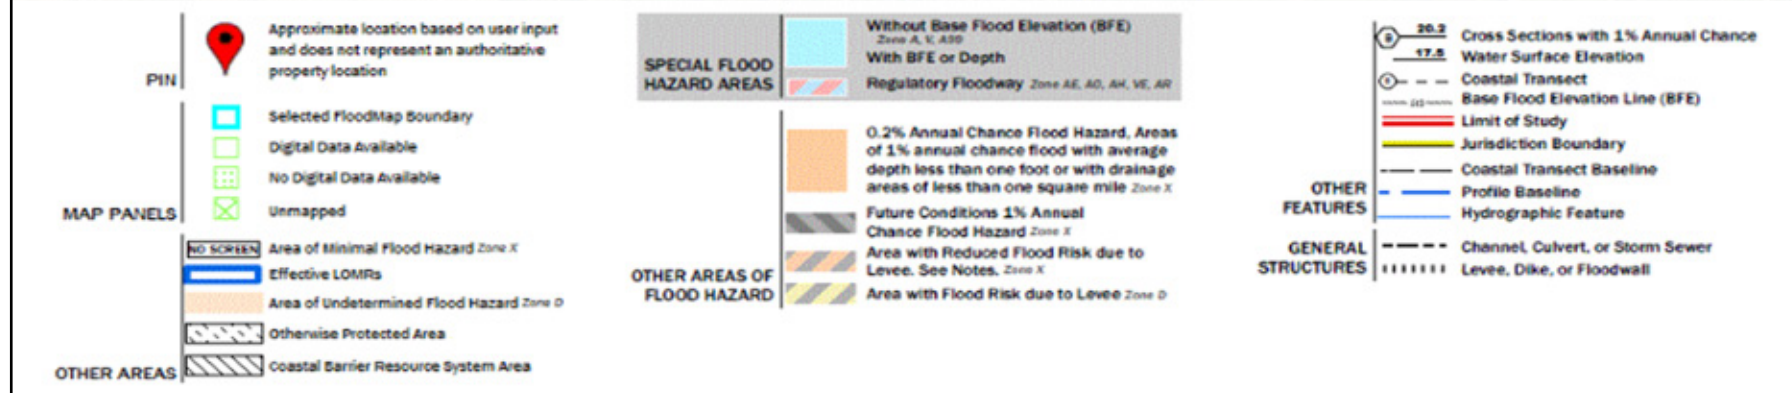 PIN
Approximate location based on user input
and does not represent an authoritative
property location
MAP PANELS
Selected FloodMap Boundary
Digital Data Available
No Digital Data Available
Unmapped
OTHER AREAS
NO SCREEN Area of Minimal Flood Hazard Zone X
Effective LOMRs
Area of Undetermined Flood Hazard Zone D
Otherwise Protected Area
Coastal Barrier Resource System Area
SPECIAL FLOOD
HAZARD AREAS
Without Base Flood Elevation (BFE)
Zone A, V, A99
With BFE or Depth
Regulatory Floodway Zone AE, AO, AH, VE, AR
OTHER AREAS OF
FLOOD HAZARD
0.2% Annual Chance Flood Hazard, Areas
of 1% annual chance flood with average
depth less than one foot or with drainage
areas of less than one square mile Zone X
Future Conditions 1% Annual
Chance Flood Hazard Zone X
Area with Reduced Flood Risk due to
Levee. See Notes. Zone X
Area with Flood Risk due to Levee Zone D
OTHER
FEATURES
20.2 Cross Sections with 1% Annual Chance
17.5 Water Surface Elevation
Coastal Transect
Base Flood Elevation Line (BFE)
Limit of Study
Jurisdiction Boundary
Coastal Transect Baseline
Profile Baseline
Hydrographic Feature
GENERAL
STRUCTURES
Channel, Culvert, or Storm Sewer
Levee, Dike, or Floodwall